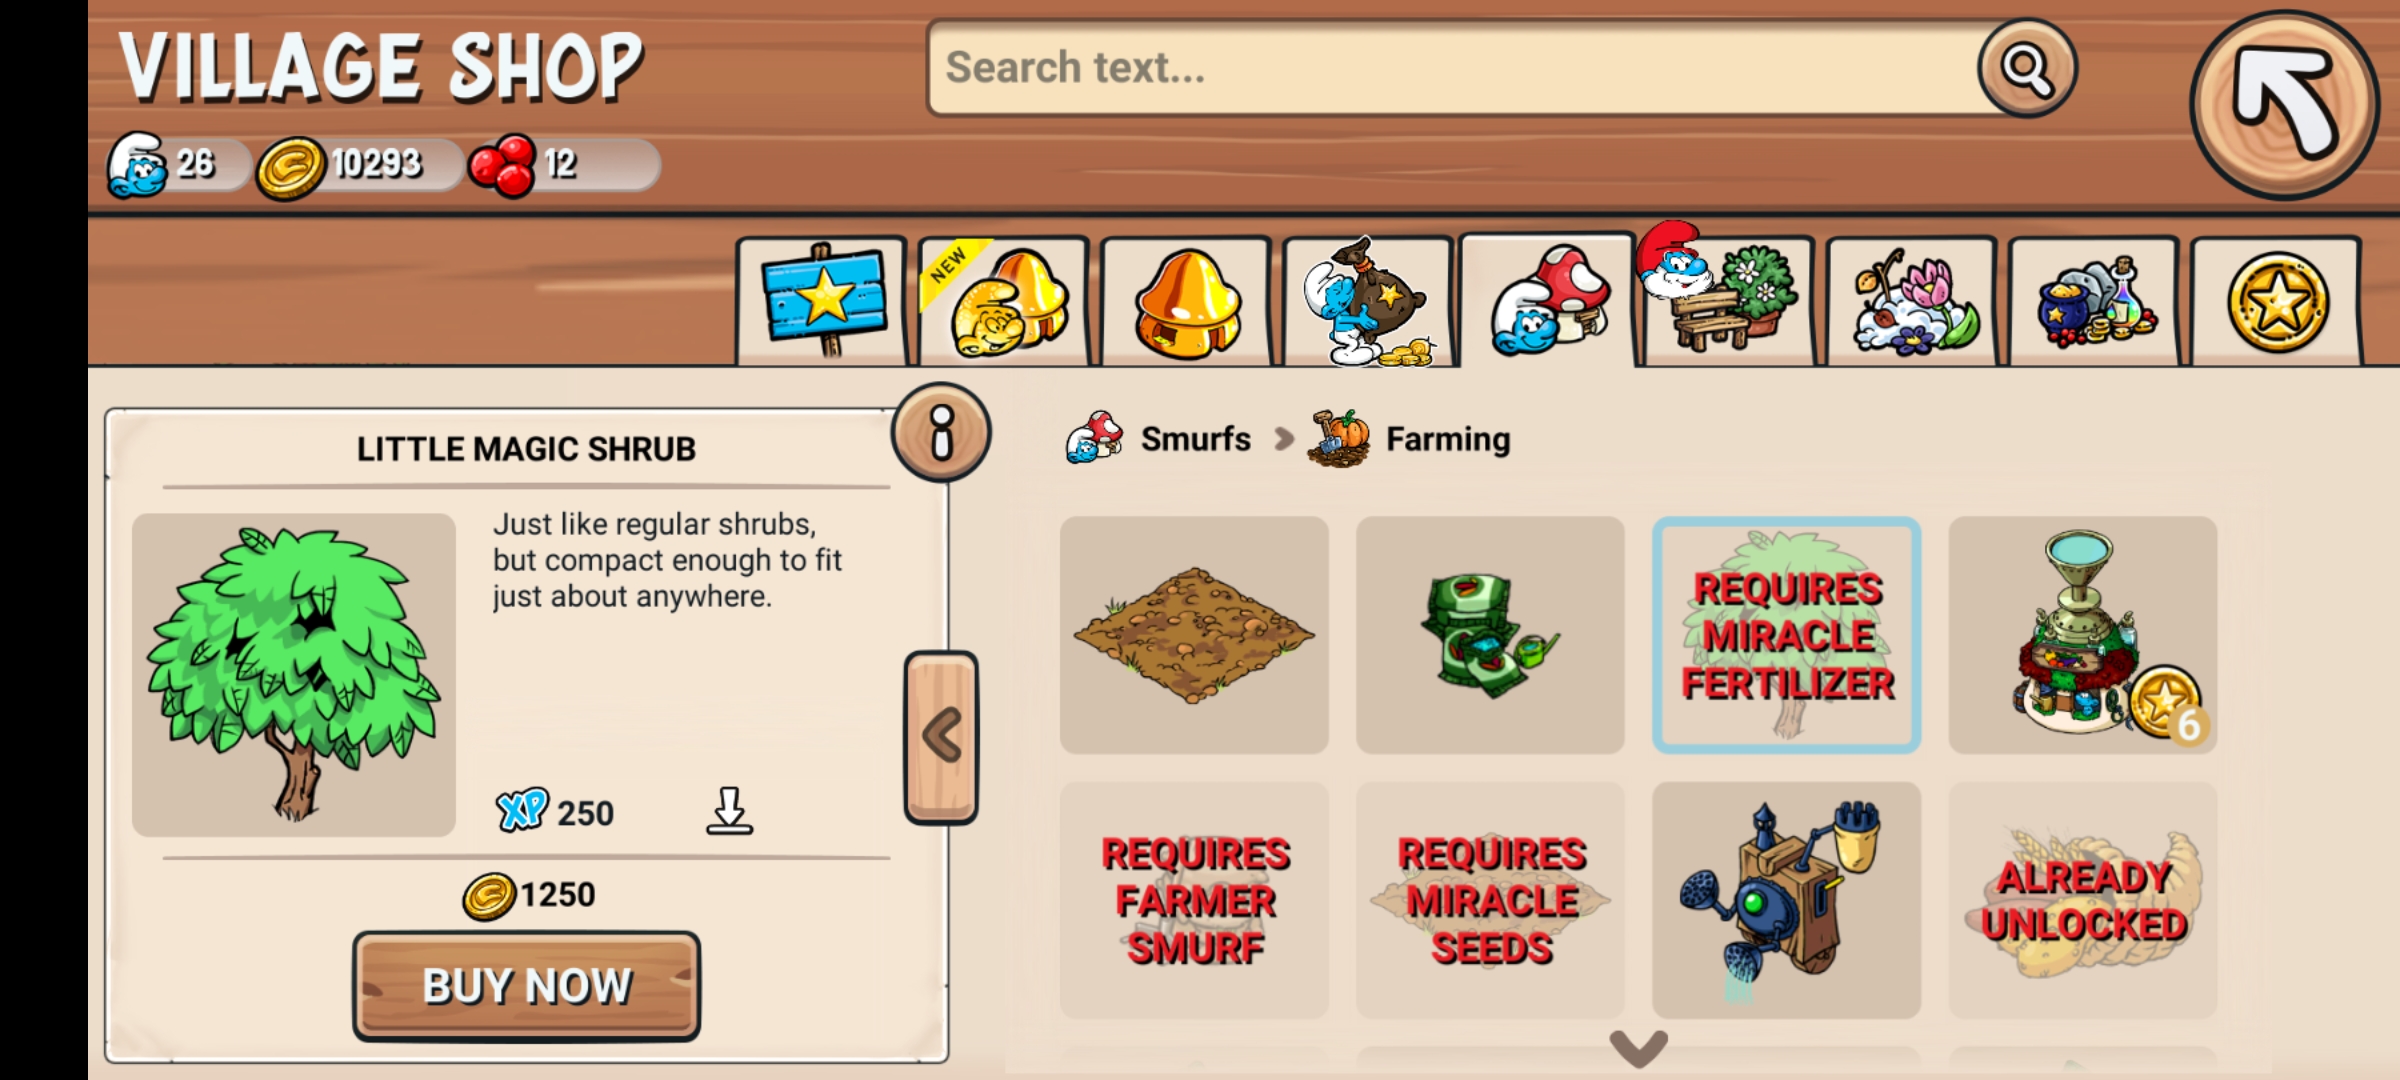 VILLAGE SHOP
Search text...
26
10293
12
NEW
LITTLE MAGIC SHRUB
Just like regular shrubs,
but compact enough to fit
just about anywhere.
XP 250
1250
BUY NOW
Smurfs
Farming
REQUIRES
MIRACLE
FERTILIZER
6
REQUIRES
FARMER
SMURF
REQUIRES
MIRACLE
SEEDS
ALREADY
UNLOCKED